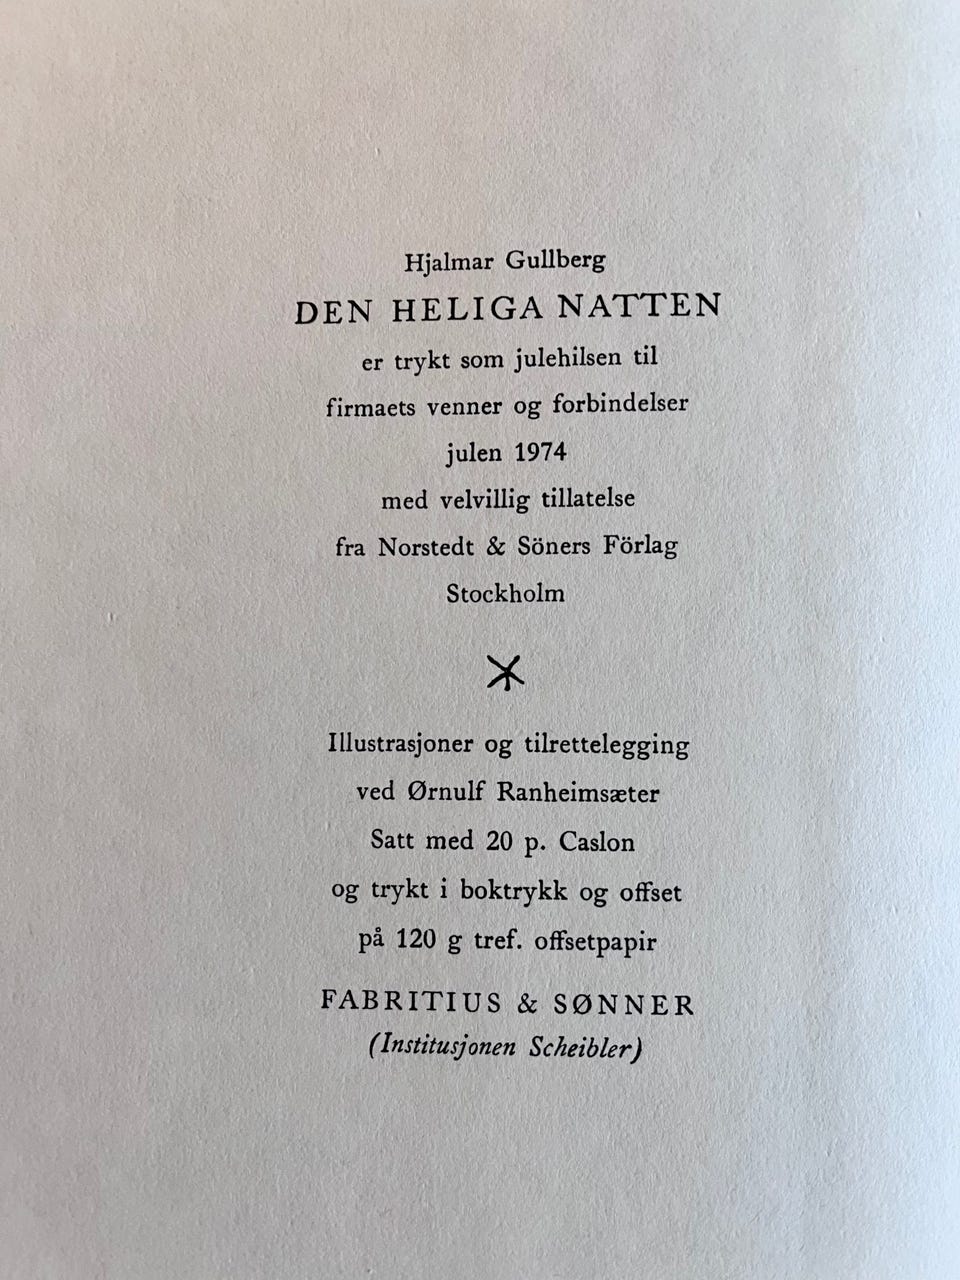 Hjalmar Gullberg
DEN HELIGA NATTEN
er trykt som julehilsen til
firmaets venner og forbindelser
julen 1974
med velvillig tillatelse
fra Norstedt & Söners Förlag
Stockholm
Illustrasjoner og tilrettelegging
ved Ørnulf Ranheimsæter
Satt med 20 p. Caslon
og trykt i boktrykk og offset
på 120 g tref. offsetpapir
FABRITIUS & SØNNER
(Institusjonen Scheibler)